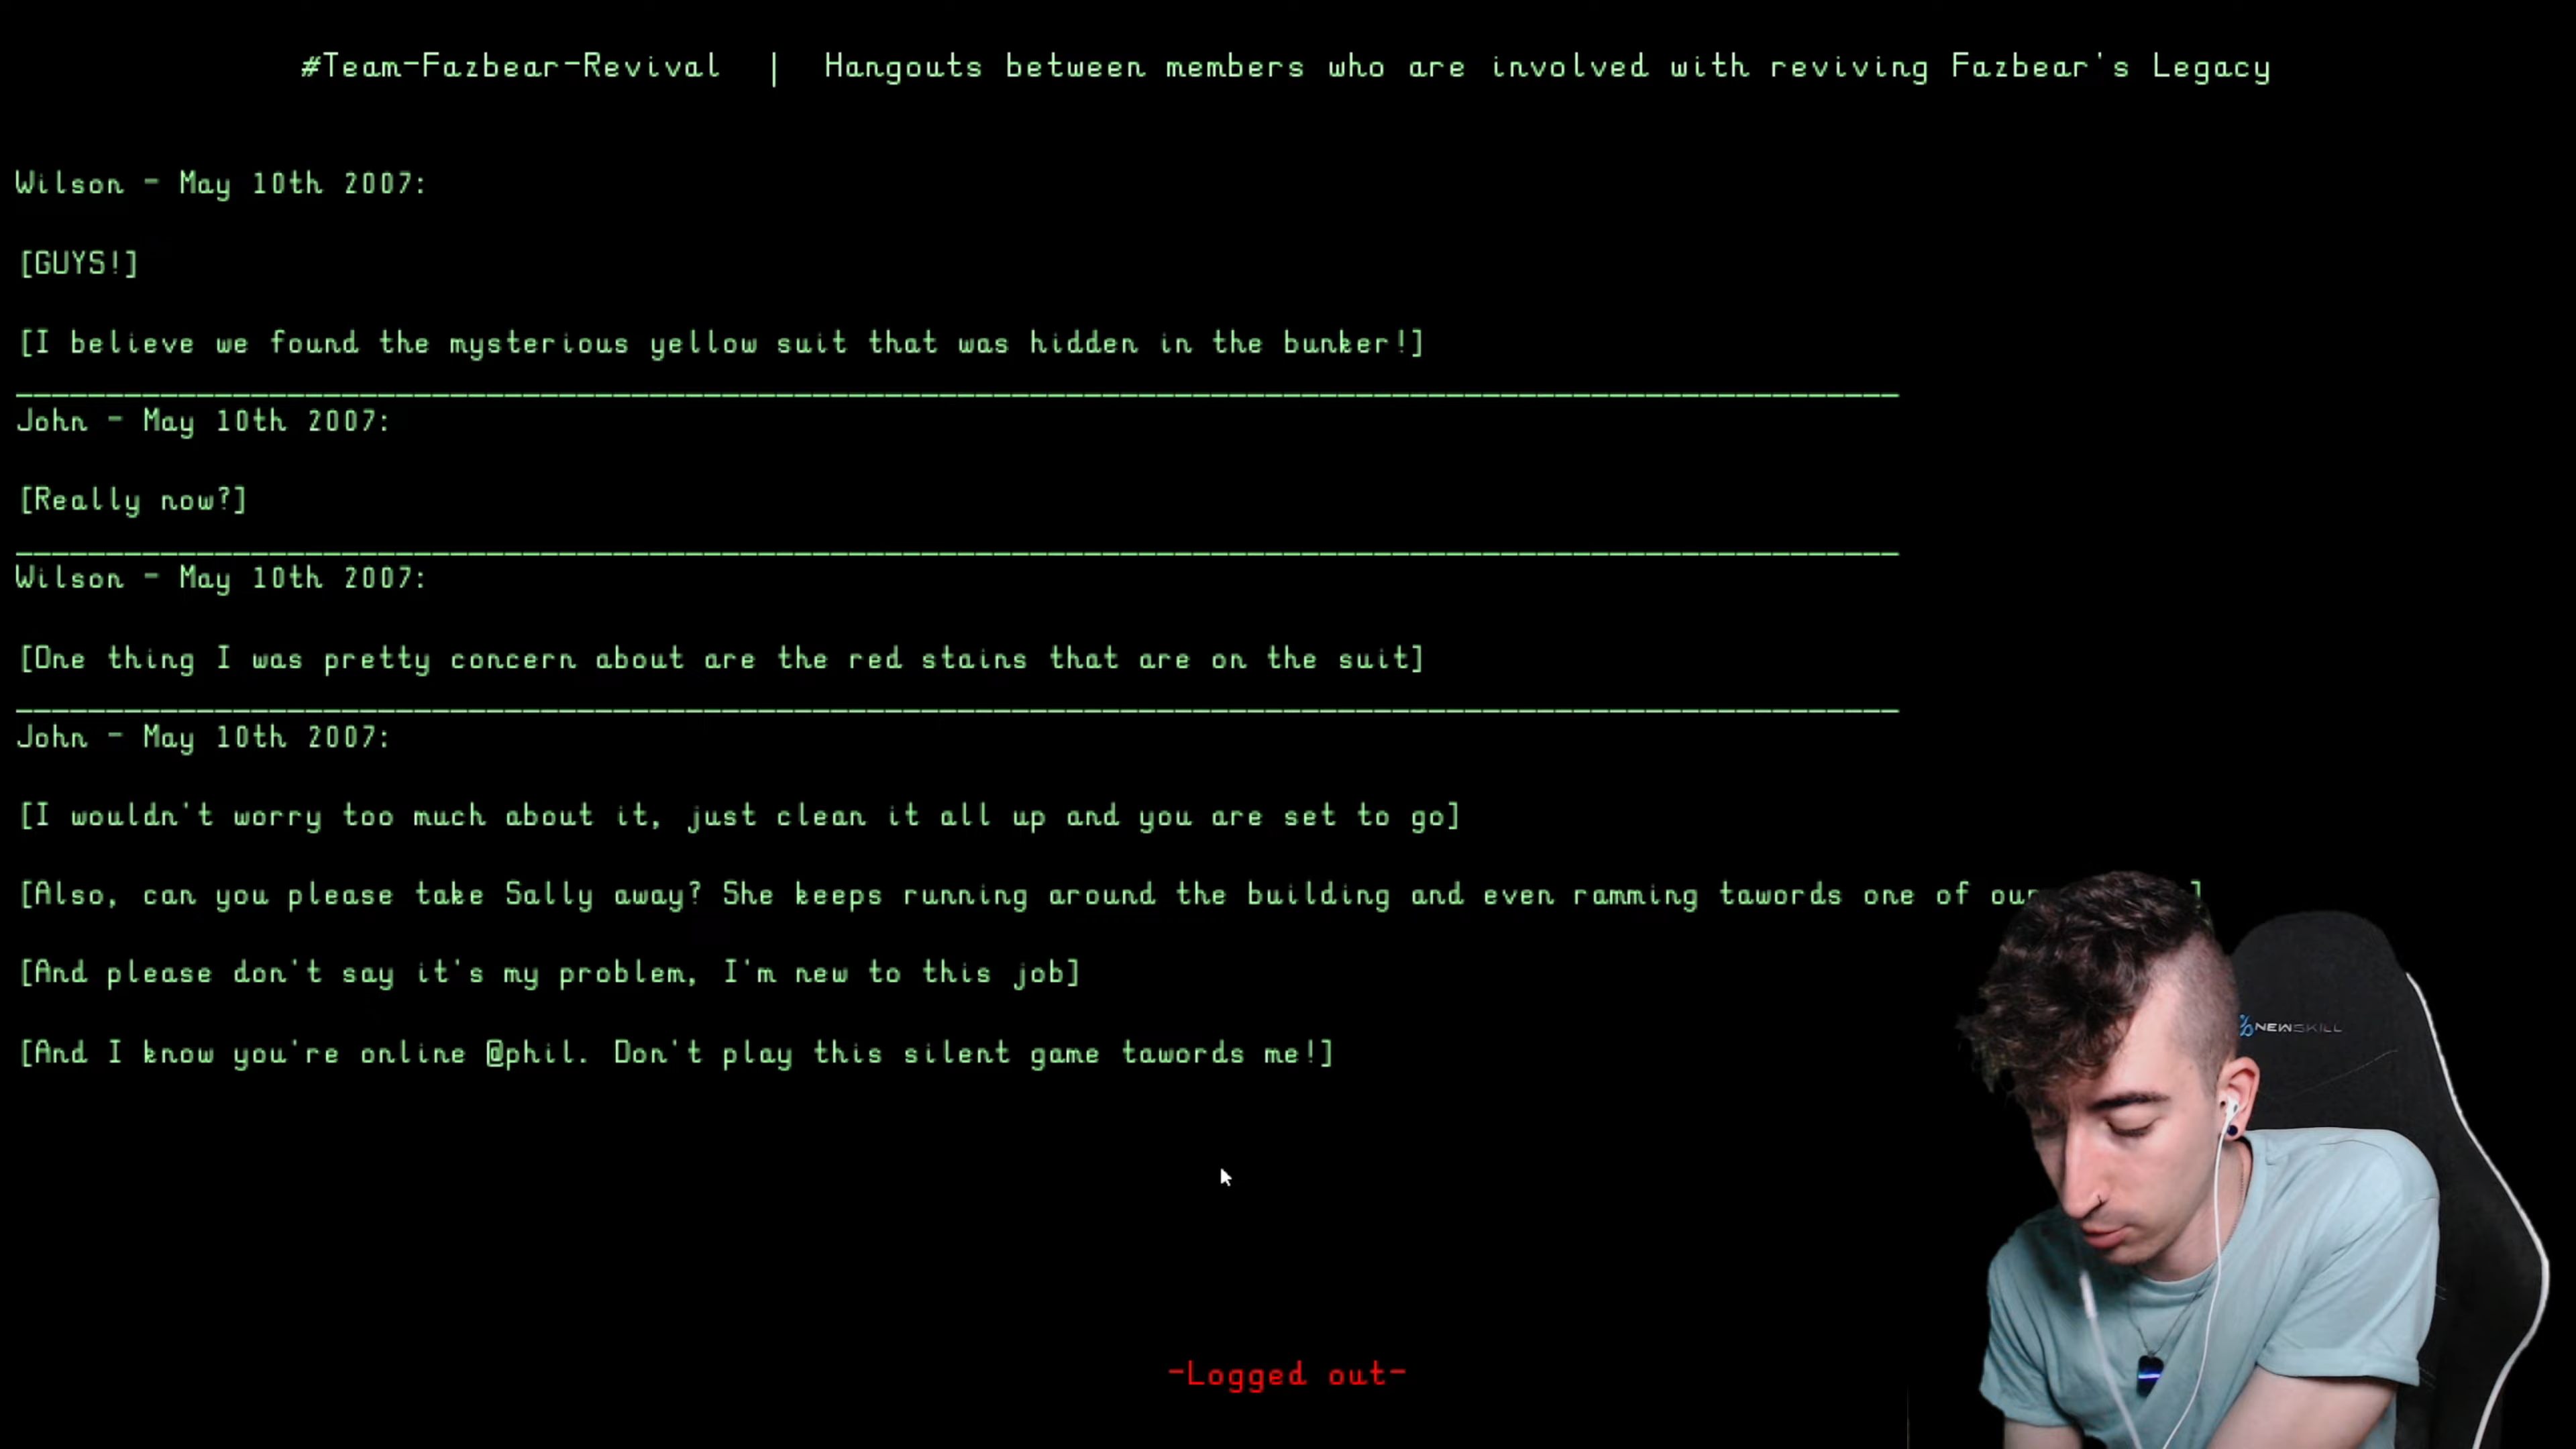 #Team-Fazbear-Revival | Hangouts between members who are involved with reviving Fazbear's Legacy
Wilson - May 10th 2007:
[GUYS!]
[I believe we found the mysterious yellow suit that was hidden in the bunker!]
John - May 10th 2007:
[Really now?]
Wilson - May 10th 2007:
[One thing I was pretty concern about are the red stains that are on the suit]
John - May 10th 2007:
[I wouldn't worry too much about it, just clean it all up and you are set to go]
[Also, can you please take Sally away? She keeps running around the building and even ramming tawords one of our ]
[And please don't say it's my problem, I'm new to this job]
[And I know you're online @phil. Don't play this silent game tawords me!]
NEWSKILL
-Logged out-